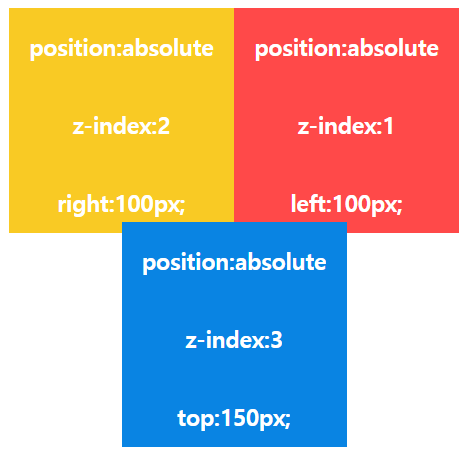 position:absolute
z-index:2
right:100px;
position:absolute
z-index:1
left:100px;
position:absolute
z-index:3
top:150px;